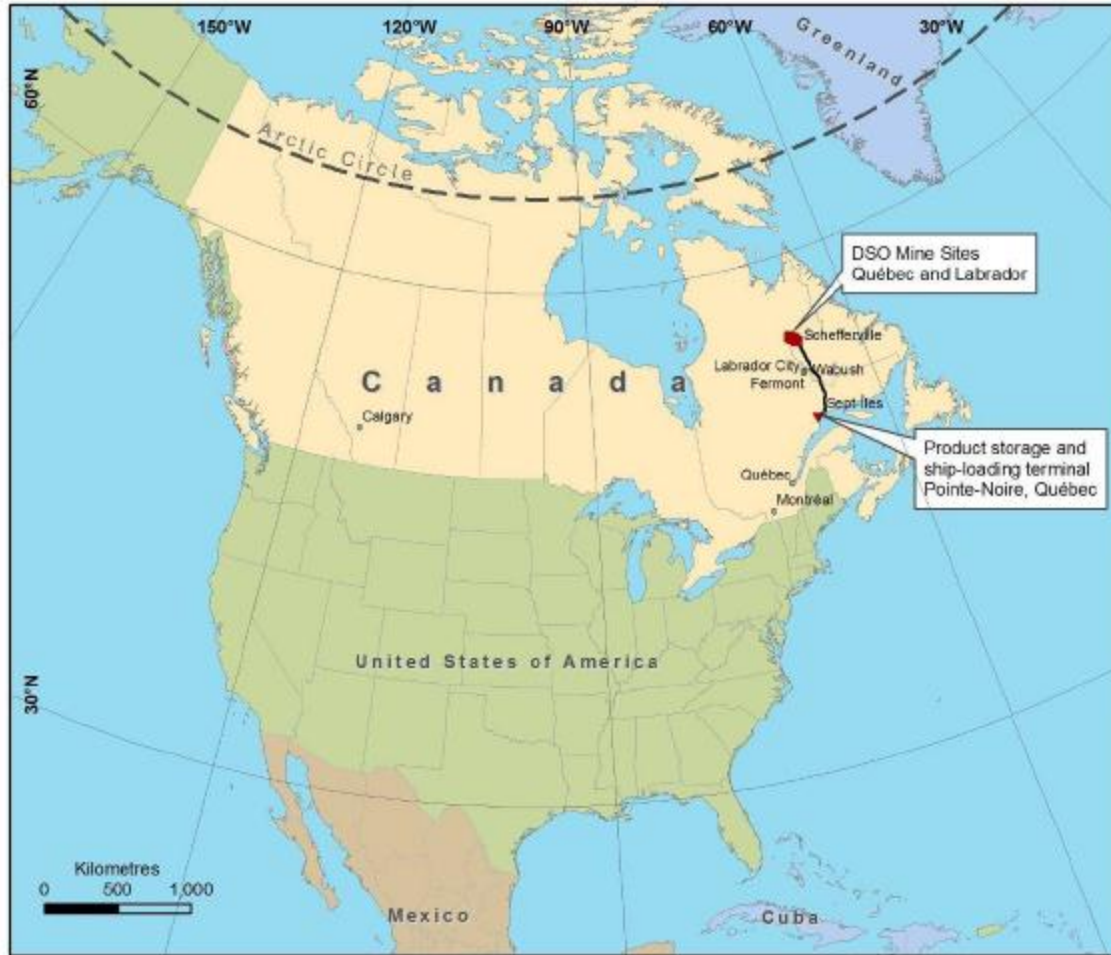 150°W
120°W
90°W
60°W
30°W
60°N
Greenland
Arctic Circle
DSO Mine Sites
Québec and Labrador
Schefferville
Labrador City
Wabush
Fermont
Canada
Calgary
Sept-Îles
Product storage and
ship-loading terminal
Pointe-Noire, Québec
Québec
Montréal
United States of America
30°N
Kilometres
0 500 1,000
Mexico
Cuba